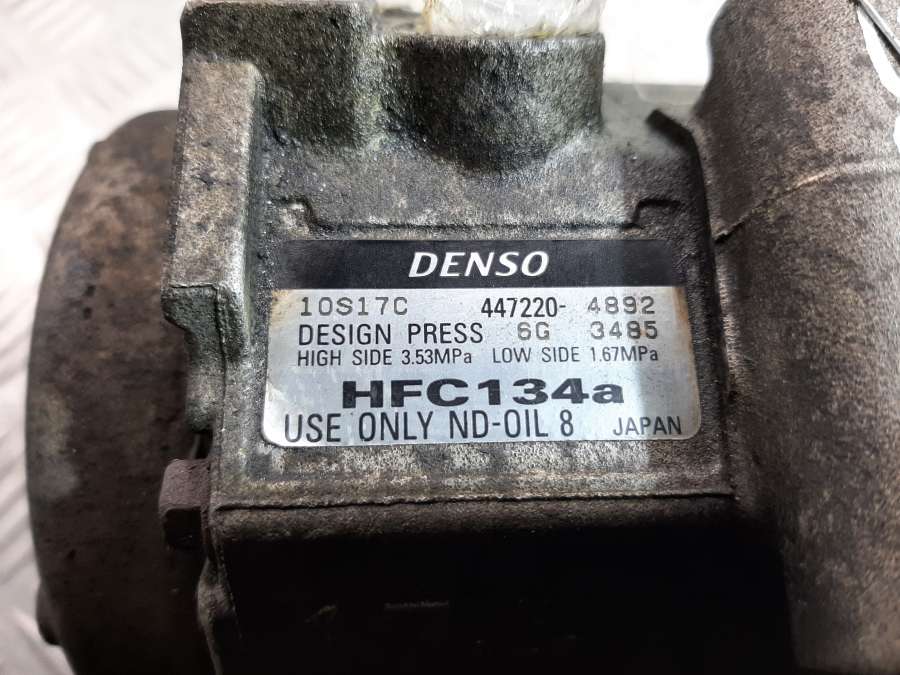 DENSO
10S17C 447220- 4892
DESIGN PRESS 6G 3485
HIGH SIDE 3.53MPa LOW SIDE 1.67MPa
HFC134a
USE ONLY ND-OIL 8 JAPAN